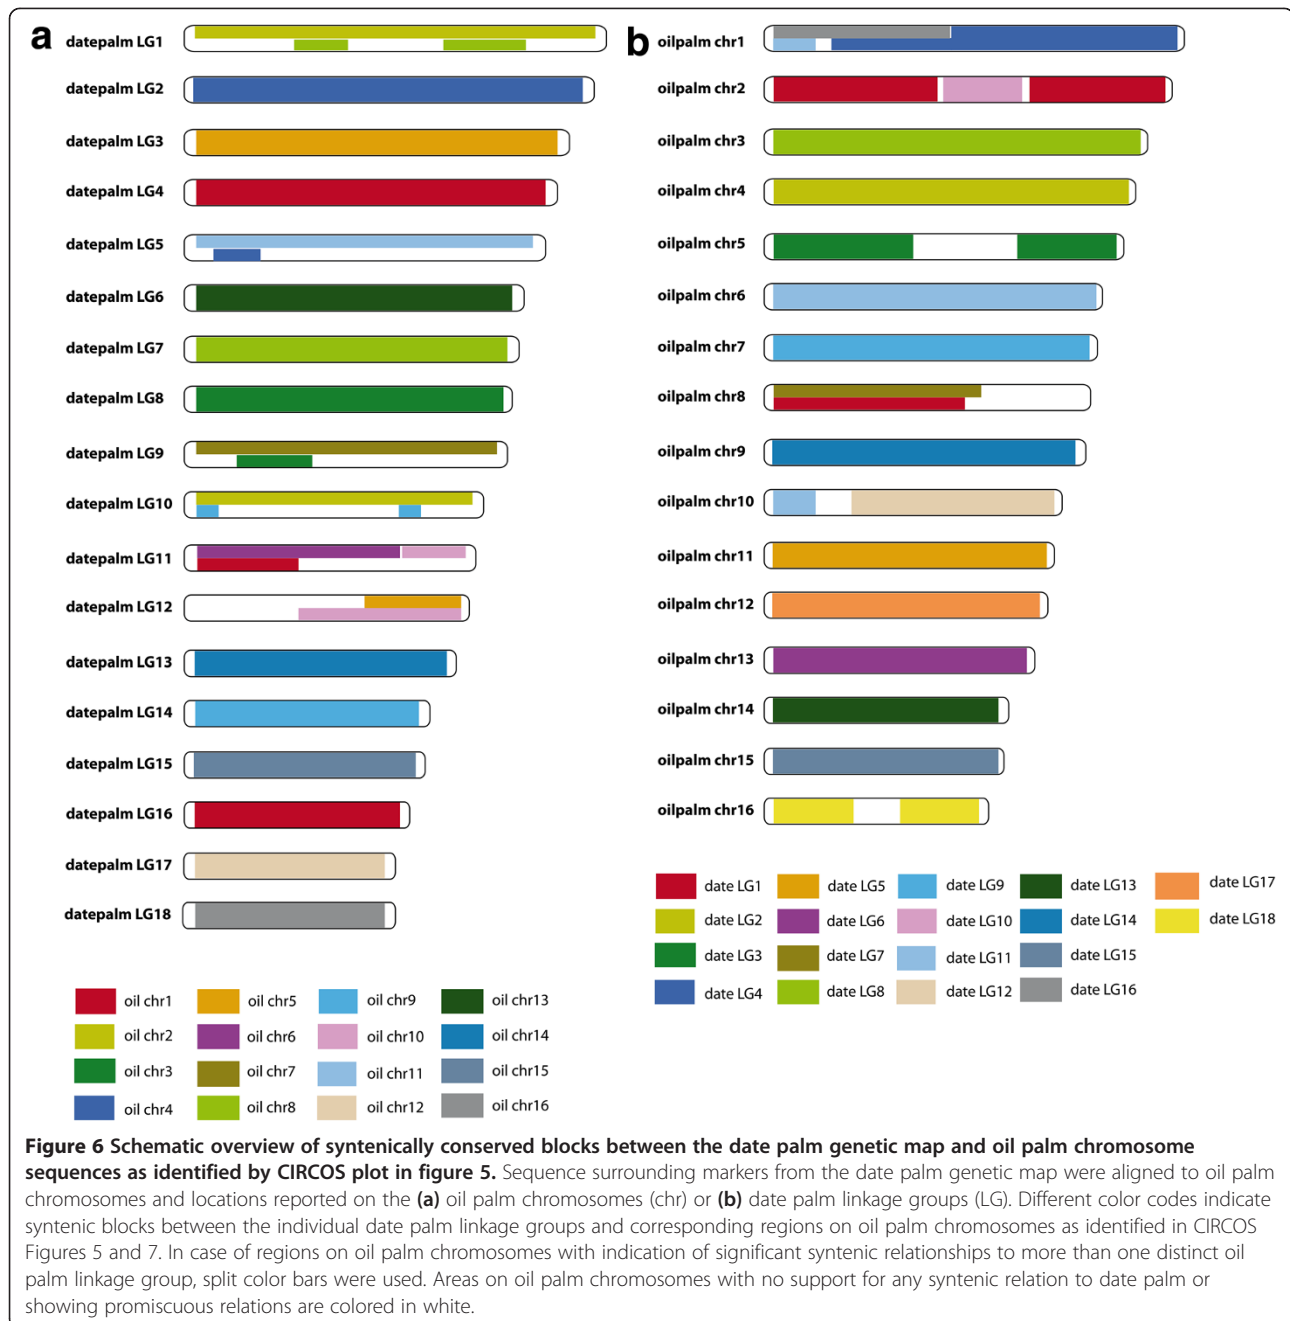 a
datepalm LG1
datepalm LG2
datepalm LG3
datepalm LG4
datepalm LG5
datepalm LG6
datepalm LG7
datepalm LG8
datepalm LG9
datepalm LG10
datepalm LG11
datepalm LG12
datepalm LG13
datepalm LG14
datepalm LG15
datepalm LG16
datepalm LG17
datepalm LG18
oil chr1 oil chr5 oil chr9 oil chr13
oil chr2 oil chr6 oil chr10 oil chr14
oil chr3 oil chr7 oil chr11 oil chr15
oil chr4 oil chr8 oil chr12 oil chr16
b
oilpalm chr1
oilpalm chr2
oilpalm chr3
oilpalm chr4
oilpalm chr5
oilpalm chr6
oilpalm chr7
oilpalm chr8
oilpalm chr9
oilpalm chr10
oilpalm chr11
oilpalm chr12
oilpalm chr13
oilpalm chr14
oilpalm chr15
oilpalm chr16
date LG1 date LG5 date LG9 date LG13 date LG17
date LG2 date LG6 date LG10 date LG14 date LG18
date LG3 date LG7 date LG11 date LG15
date LG4 date LG8 date LG12 date LG16
Figure 6 Schematic overview of syntenically conserved blocks between the date palm genetic map and oil palm chromosome
sequences as identified by CIRCOS plot in figure 5. Sequence surrounding markers from the date palm genetic map were aligned to oil palm
chromosomes and locations reported on the (a) oil palm chromosomes (chr) or (b) date palm linkage groups (LG). Different color codes indicate
syntenic blocks between the individual date palm linkage groups and corresponding regions on oil palm chromosomes as identified in CIRCOS
Figures 5 and 7. In case of regions on oil palm chromosomes with indication of significant syntenic relationships to more than one distinct oil
palm linkage group, split color bars were used. Areas on oil palm chromosomes with no support for any syntenic relation to date palm or
showing promiscuous relations are colored in white.